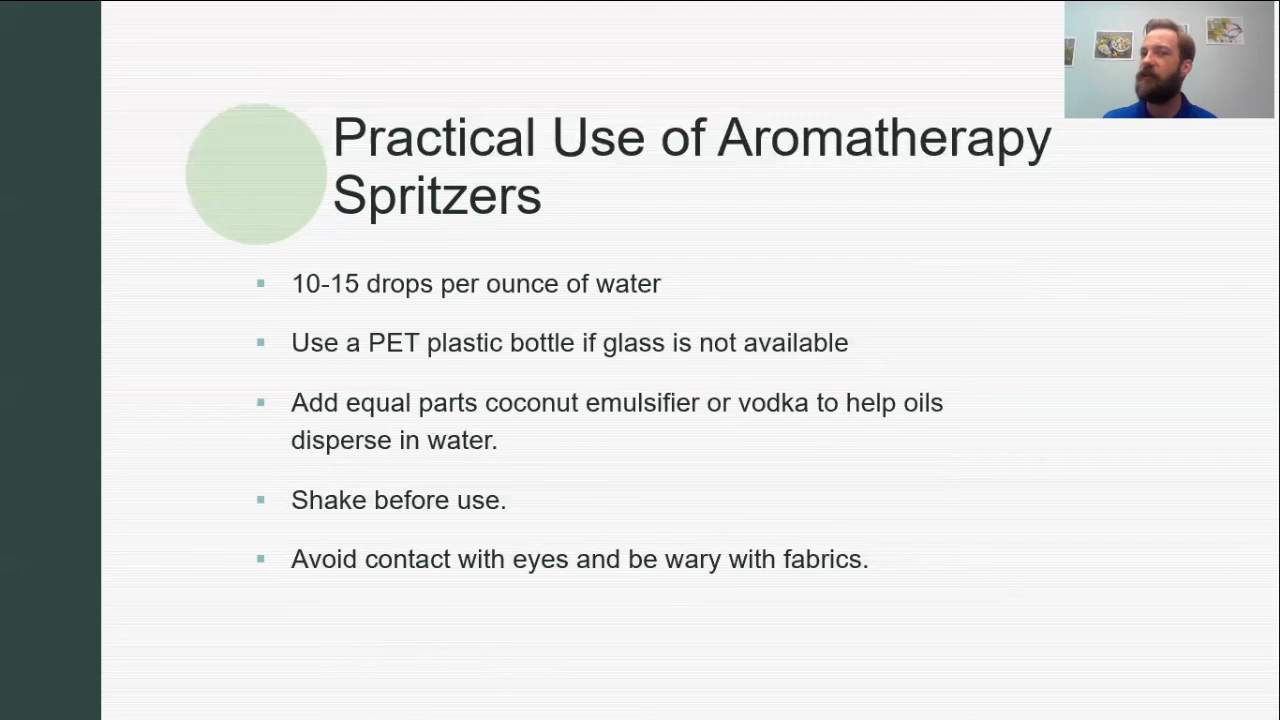 Practical Use of Aromatherapy
Spritzers
10-15 drops per ounce of water
Use a PET plastic bottle if glass is not available
Add equal parts coconut emulsifier or vodka to help oils
disperse in water.
Shake before use.
Avoid contact with eyes and be wary with fabrics.